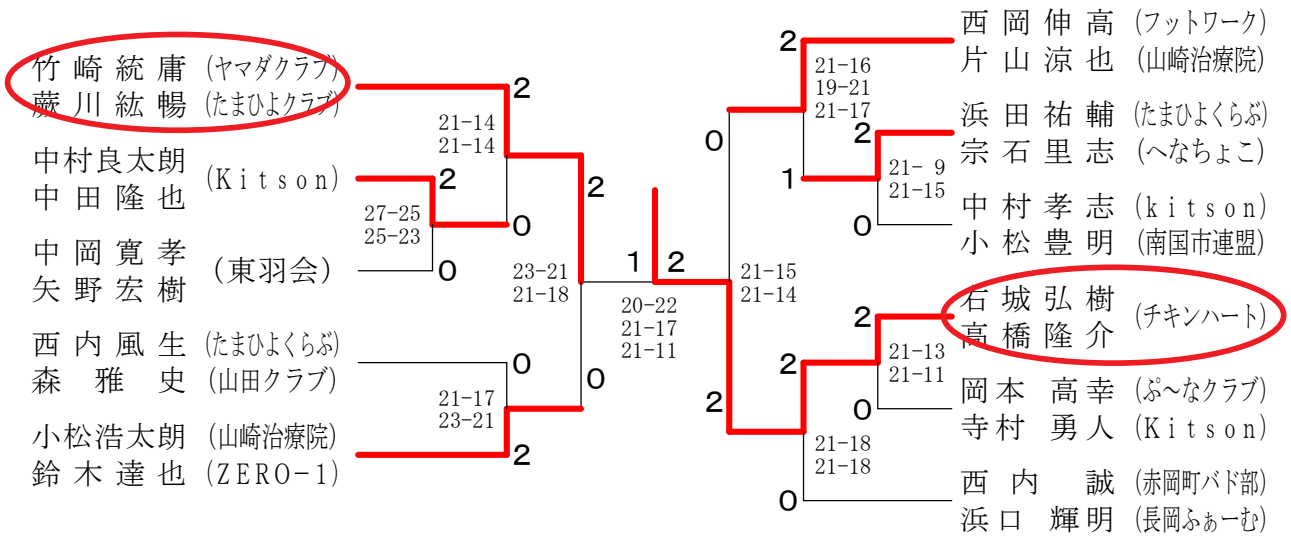 竹崎統庸 (ヤマダクラブ)
蕨川紘暢 (たまひよクラブ)
中村良太朗
中田隆也
(Kitson)
中岡寛孝
矢野宏樹
(東羽会)
西内風生 (たまひよくらぶ)
森雅史 (山田クラブ)
小松浩太朗 (山崎治療院)
鈴木達也 (ZERO-1)
2
21-14
21-14
2
27-25
25-23
0
0
2
23-21
21-18
0
21-17
23-21
2
0
1
2
20-22
21-17
21-11
0
21-15
21-14
2
2
21-16
19-21
21-17
1
2
21- 9
21-15
0
2
21-13
21-11
0
2
21-18
21-18
0
西岡伸高 (フットワーク)
片山涼也 (山崎治療院)
浜田祐輔 (たまひよくらぶ)
宗石里志 (へなちょこ)
中村孝志 (kitson)
小松豊明 (南国市連盟)
石城弘樹
高橋隆介
(チキンハート)
岡本 高幸 (ぷ~なクラブ)
寺村 勇人 (Kitson)
西内 誠 (赤岡町バド部)
浜口 輝明 (長岡ふぁーむ)